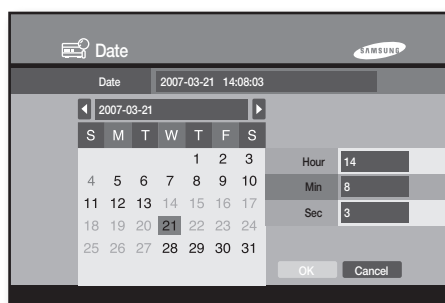 Date
SAMSUNG
Date 2007-03-21 14:08:03
2007-03-21
S M T W T F S
1 2 3
4 5 6 7 8 9 10
11 12 13 14 15 16 17
18 19 20 21 22 23 24
25 26 27 28 29 30 31
Hour 14
Min 8
Sec 3
OK Cancel